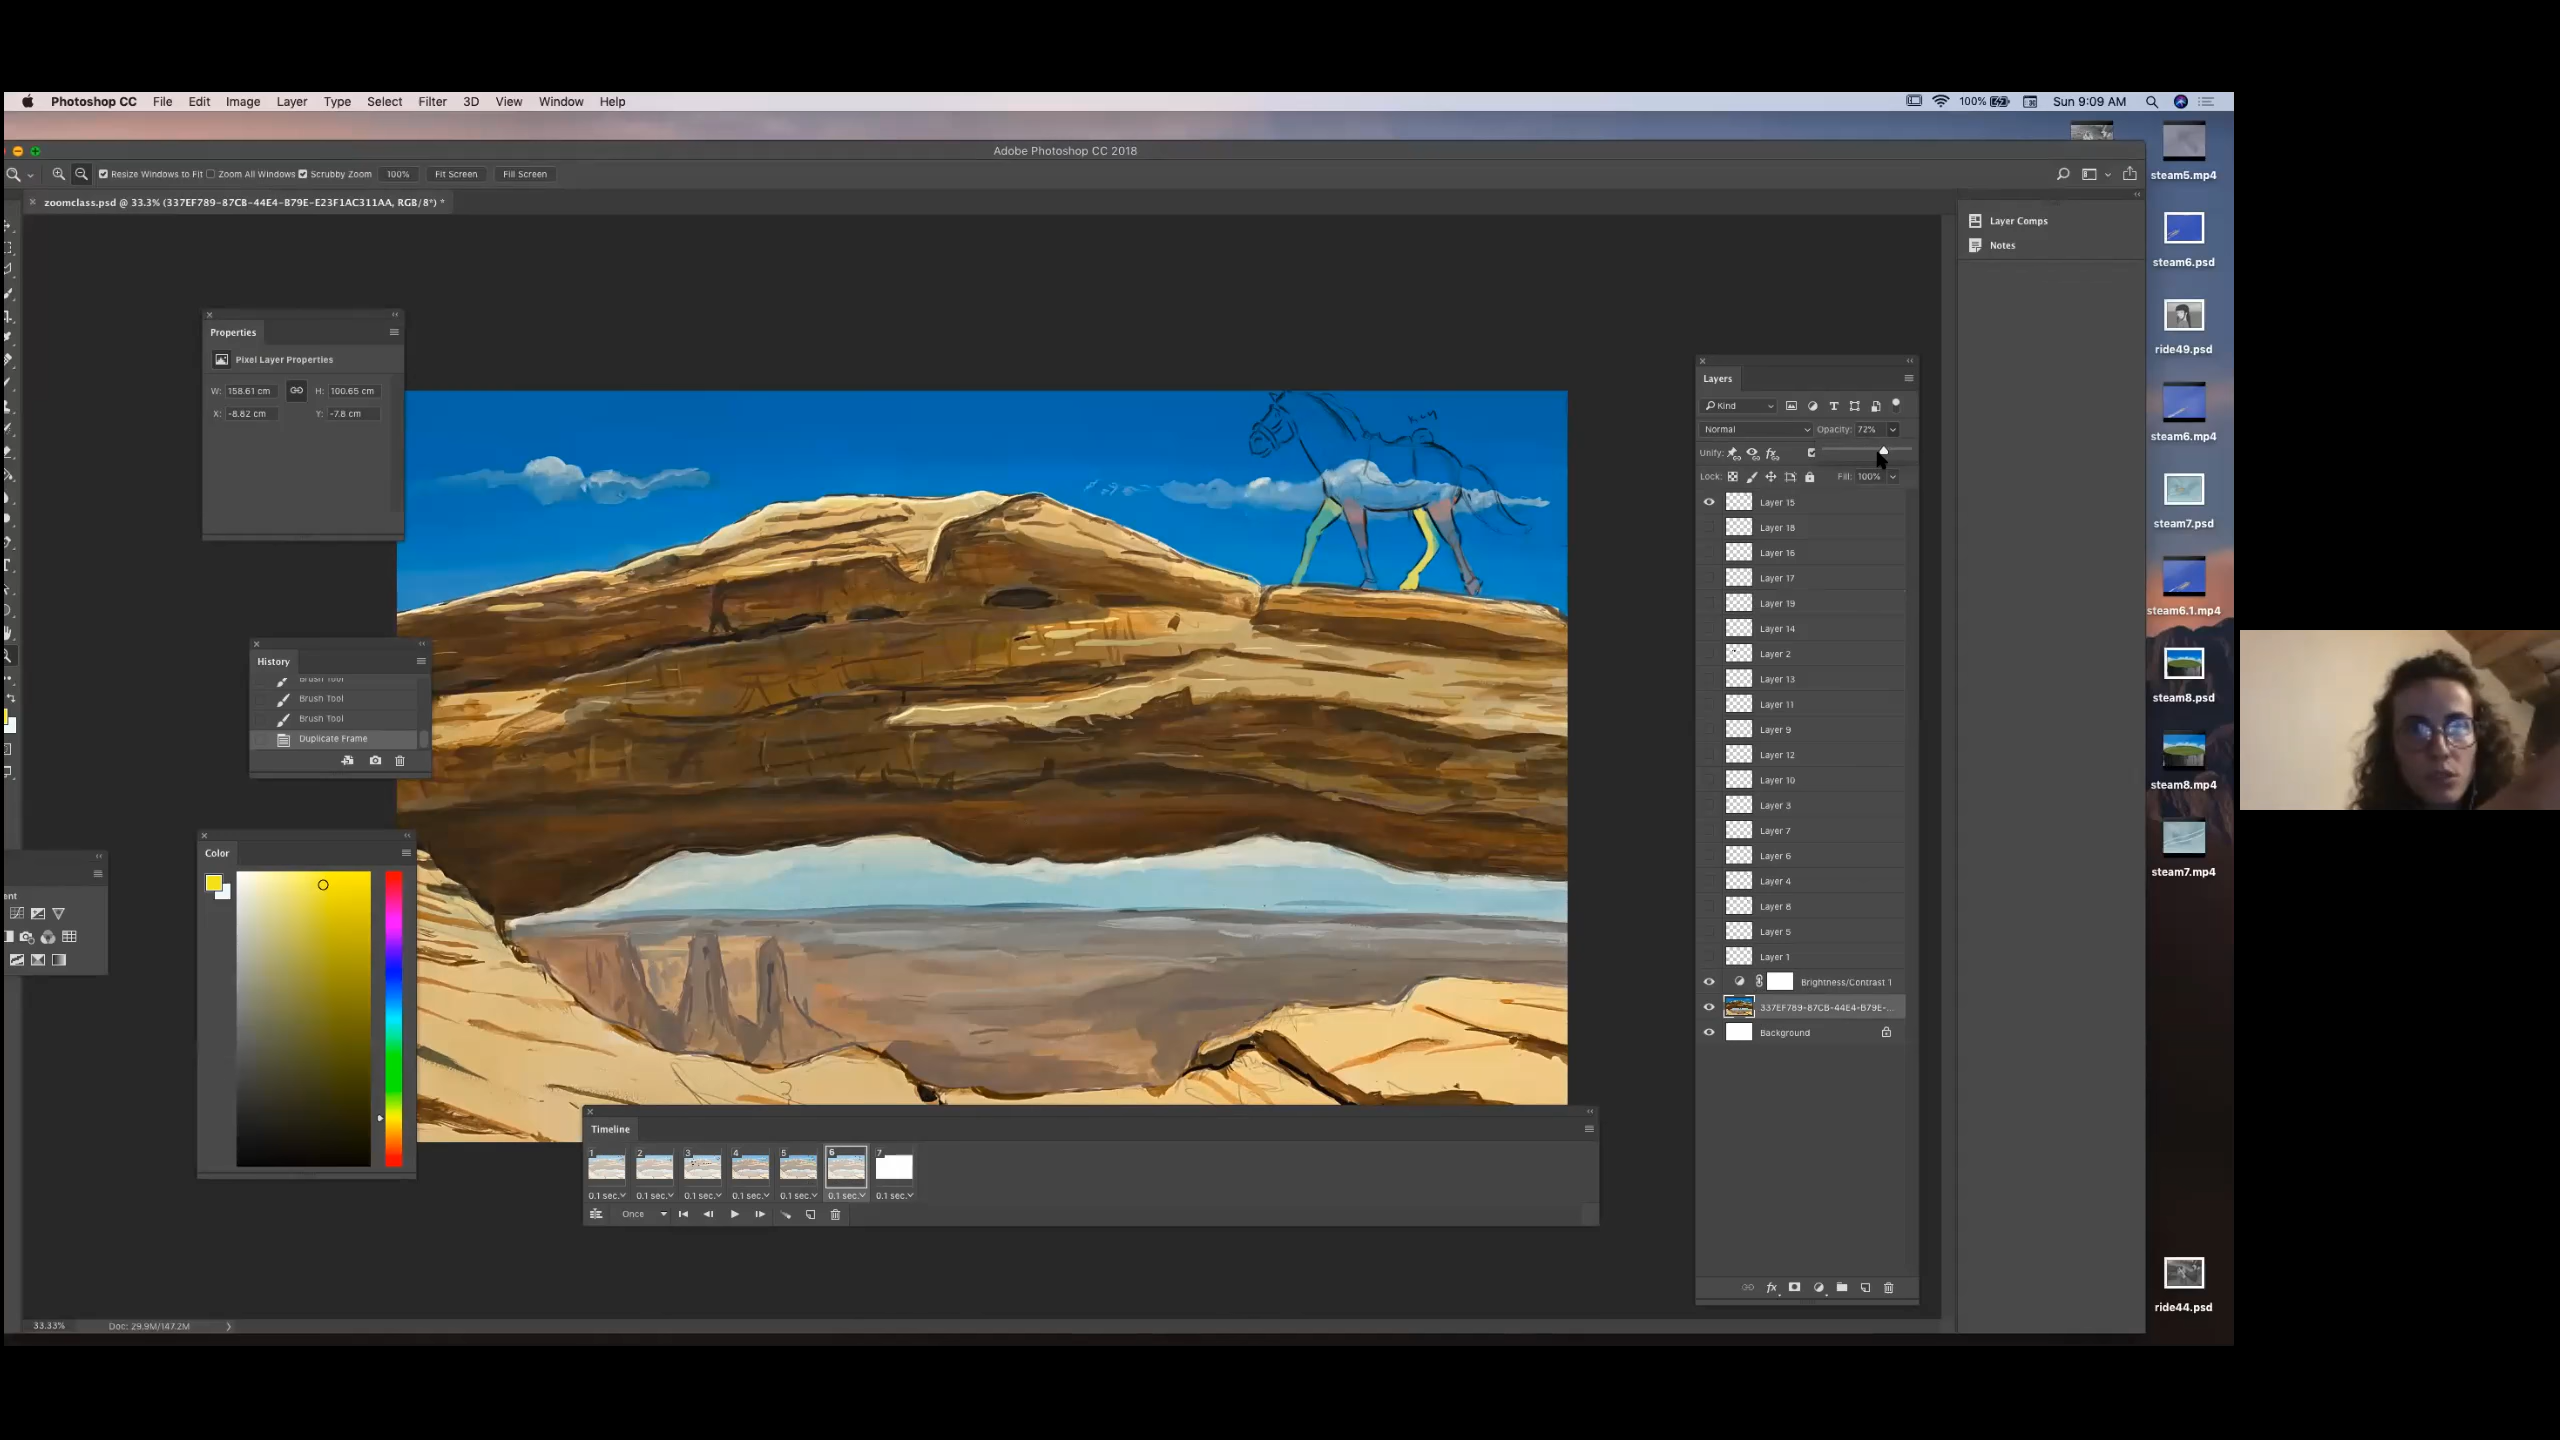 Photoshop CC File Edit Image Layer Type Select Filter 3D View Window Help 100% Sun 9:09 AM
Adobe Photoshop CC 2018
Resize Windows to Fit Zoom All Windows Scrubby Zoom 100% Fit Screen Fill Screen
zoomclass.psd @ 33.3% (337EF789-87CB-44E4-B79E-E23F1AC311AA, RGB/8*) *
Layer Comps
Notes
Properties
Pixel Layer Properties
W: 158.61 cm H: 100.65 cm
X: -8.82 cm Y: -7.8 cm
History
Brush Tool
Brush Tool
Brush Tool
Duplicate Frame
Color
ent
Layers
Kind
Normal Opacity: 72%
Unify:
Lock: Fill: 100%
Layer 15
Layer 18
Layer 16
Layer 17
Layer 19
Layer 14
Layer 2
Layer 13
Layer 11
Layer 9
Layer 12
Layer 10
Layer 3
Layer 7
Layer 6
Layer 4
Layer 8
Layer 5
Layer 1
Brightness/Contrast 1
337EF789-87CB-44E4-B79E-...
Background
fx
Timeline
1 2 3 4 5 6 7
0.1 sec. 0.1 sec. 0.1 sec. 0.1 sec. 0.1 sec. 0.1 sec. 0.1 sec.
Once
33.33% Doc: 29.9M/147.2M
steam5.mp4
steam6.psd
ride49.psd
steam6.mp4
steam7.psd
steam6.1.mp4
steam8.psd
steam8.mp4
steam7.mp4
ride44.psd